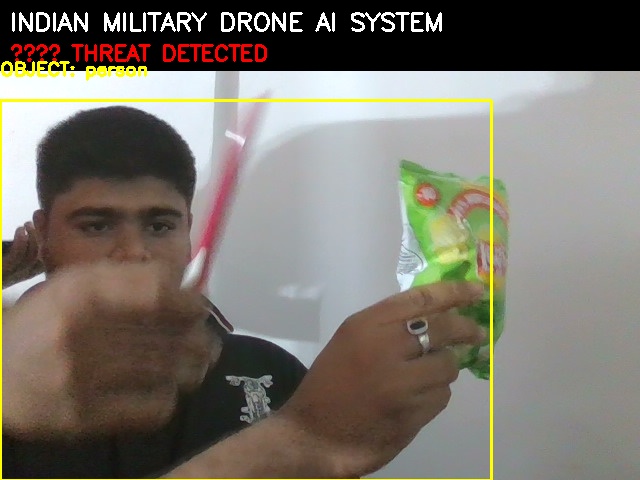 INDIAN MILITARY DRONE AI SYSTEM
???? THREAT DETECTED
OBJECT: person